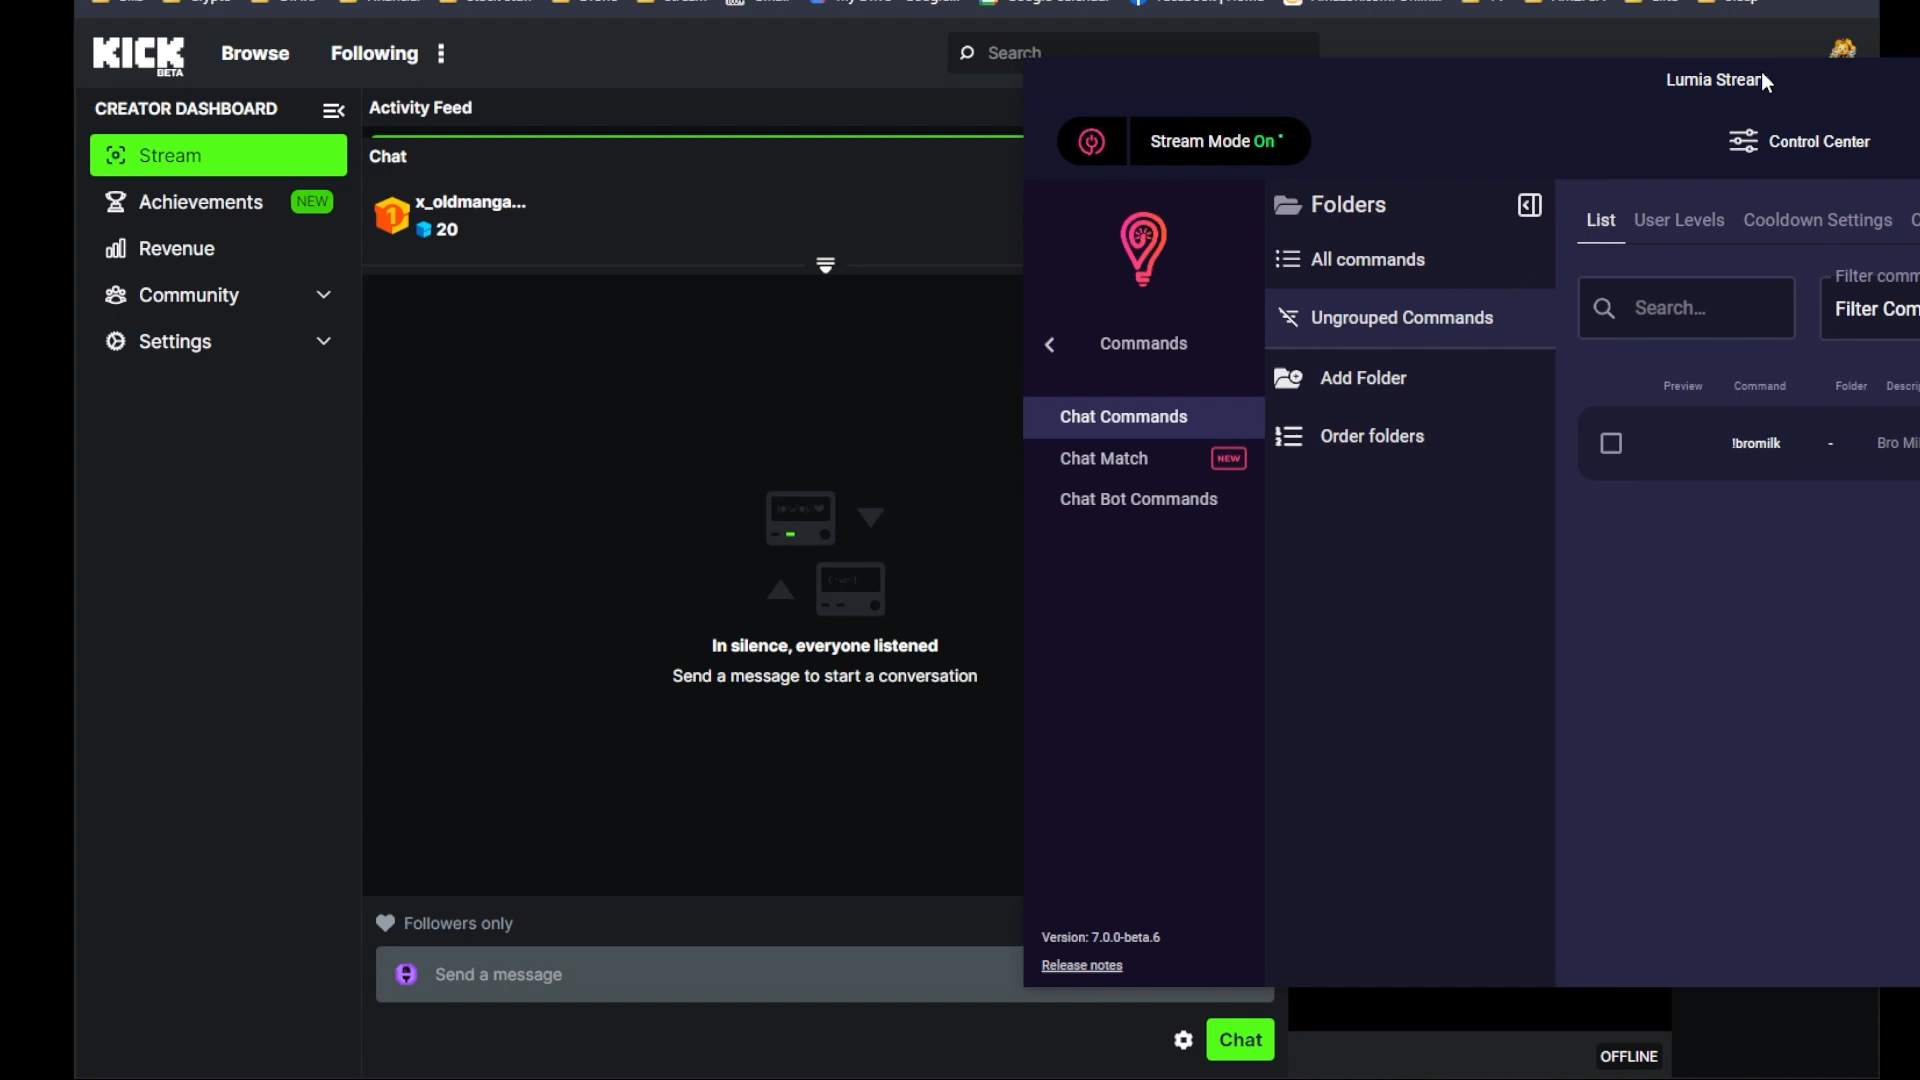 KICK
BETA
Browse
Following
Search
CREATOR DASHBOARD
Stream
Achievements NEW
Revenue
Community
Settings
Activity Feed
Chat
x_oldmanga...
20
In silence, everyone listened
Send a message to start a conversation
Followers only
Send a message
Chat
OFFLINE
Lumia Stream
Stream Mode On
Control Center
Commands
Chat Commands
Chat Match NEW
Chat Bot Commands
Version: 7.0.0-beta.6
Release notes
Folders
All commands
Ungrouped Commands
Add Folder
Order folders
List User Levels Cooldown Settings
Search...
Filter comm
Filter Com
Preview Command Folder Descrip
!bromilk - Bro Mil